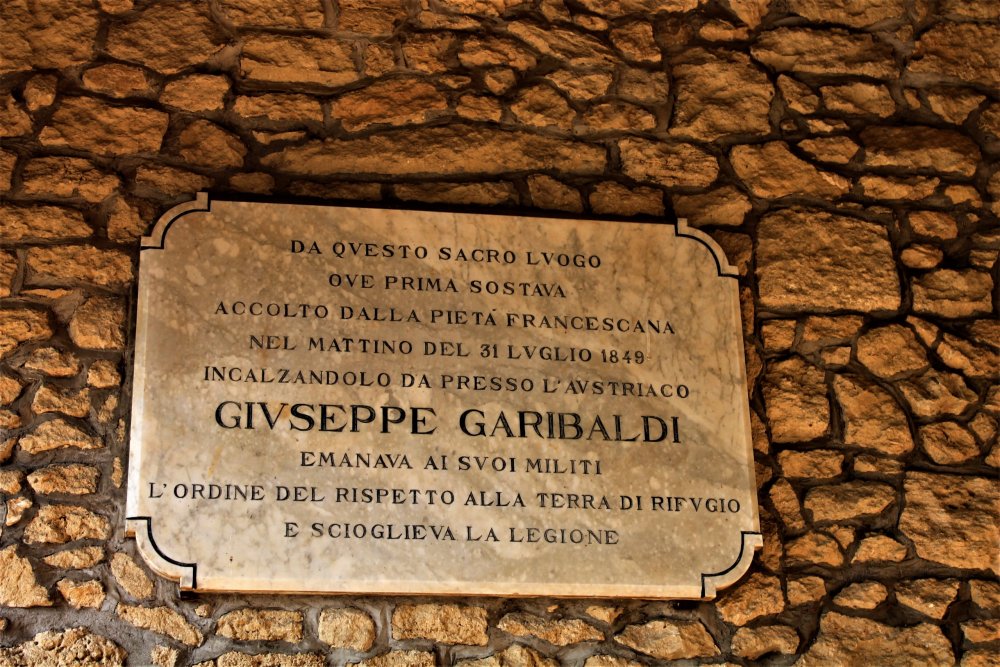 DA QVESTO SACRO LVOGO
OVE PRIMA SOSTAVA
ACCOLTO DALLA PIETÁ FRANCESCANA
NEL MATTINO DEL 31 LVGLIO 1849
INCALZANDOLO DA PRESSO L'AVSTRIACO
GIVSEPPE GARIBALDI
EMANAVA AI SVOI MILITI
L'ORDINE DEL RISPETTO ALLA TERRA DI RIFVGIO
E SCIOGLIEVA LA LEGIONE